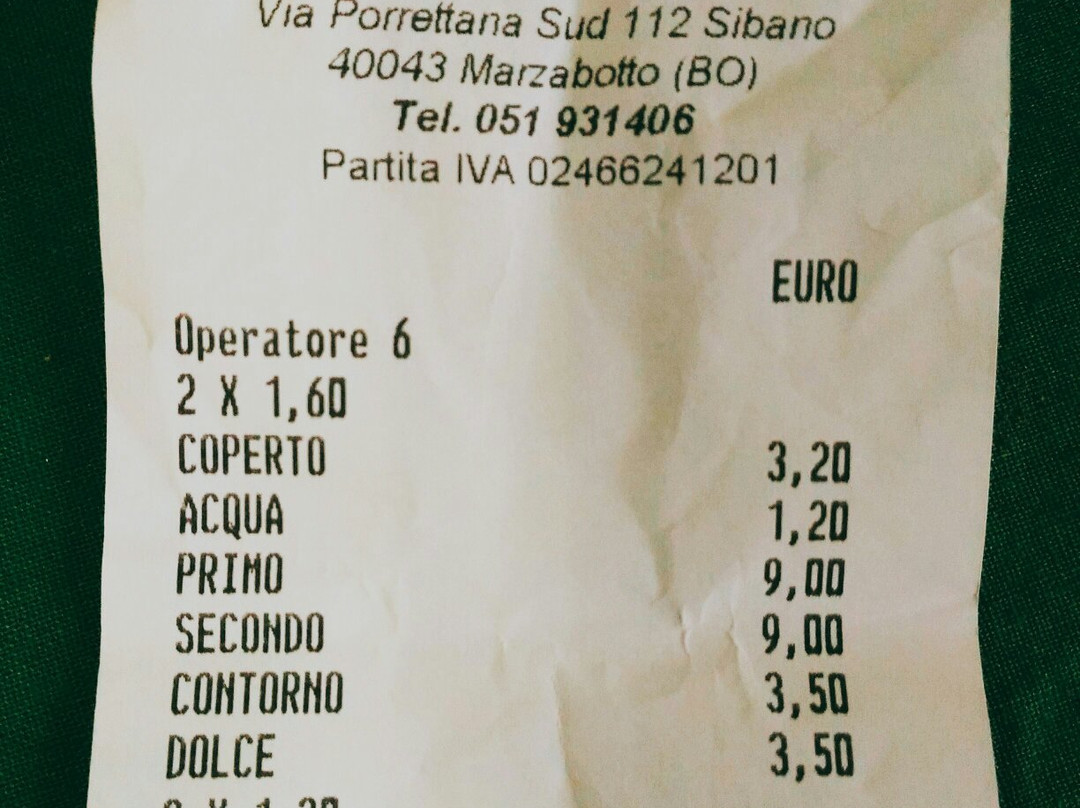 Via Porrettana Sud 112 Sibano
40043 Marzabotto (BO)
Tel. 051 931406
Partita IVA 02466241201
EURO
Operatore 6
2 X 1,60
COPERTO 3,20
ACQUA 1,20
PRIMO 9,00
SECONDO 9,00
CONTORNO 3,50
DOLCE 3,50